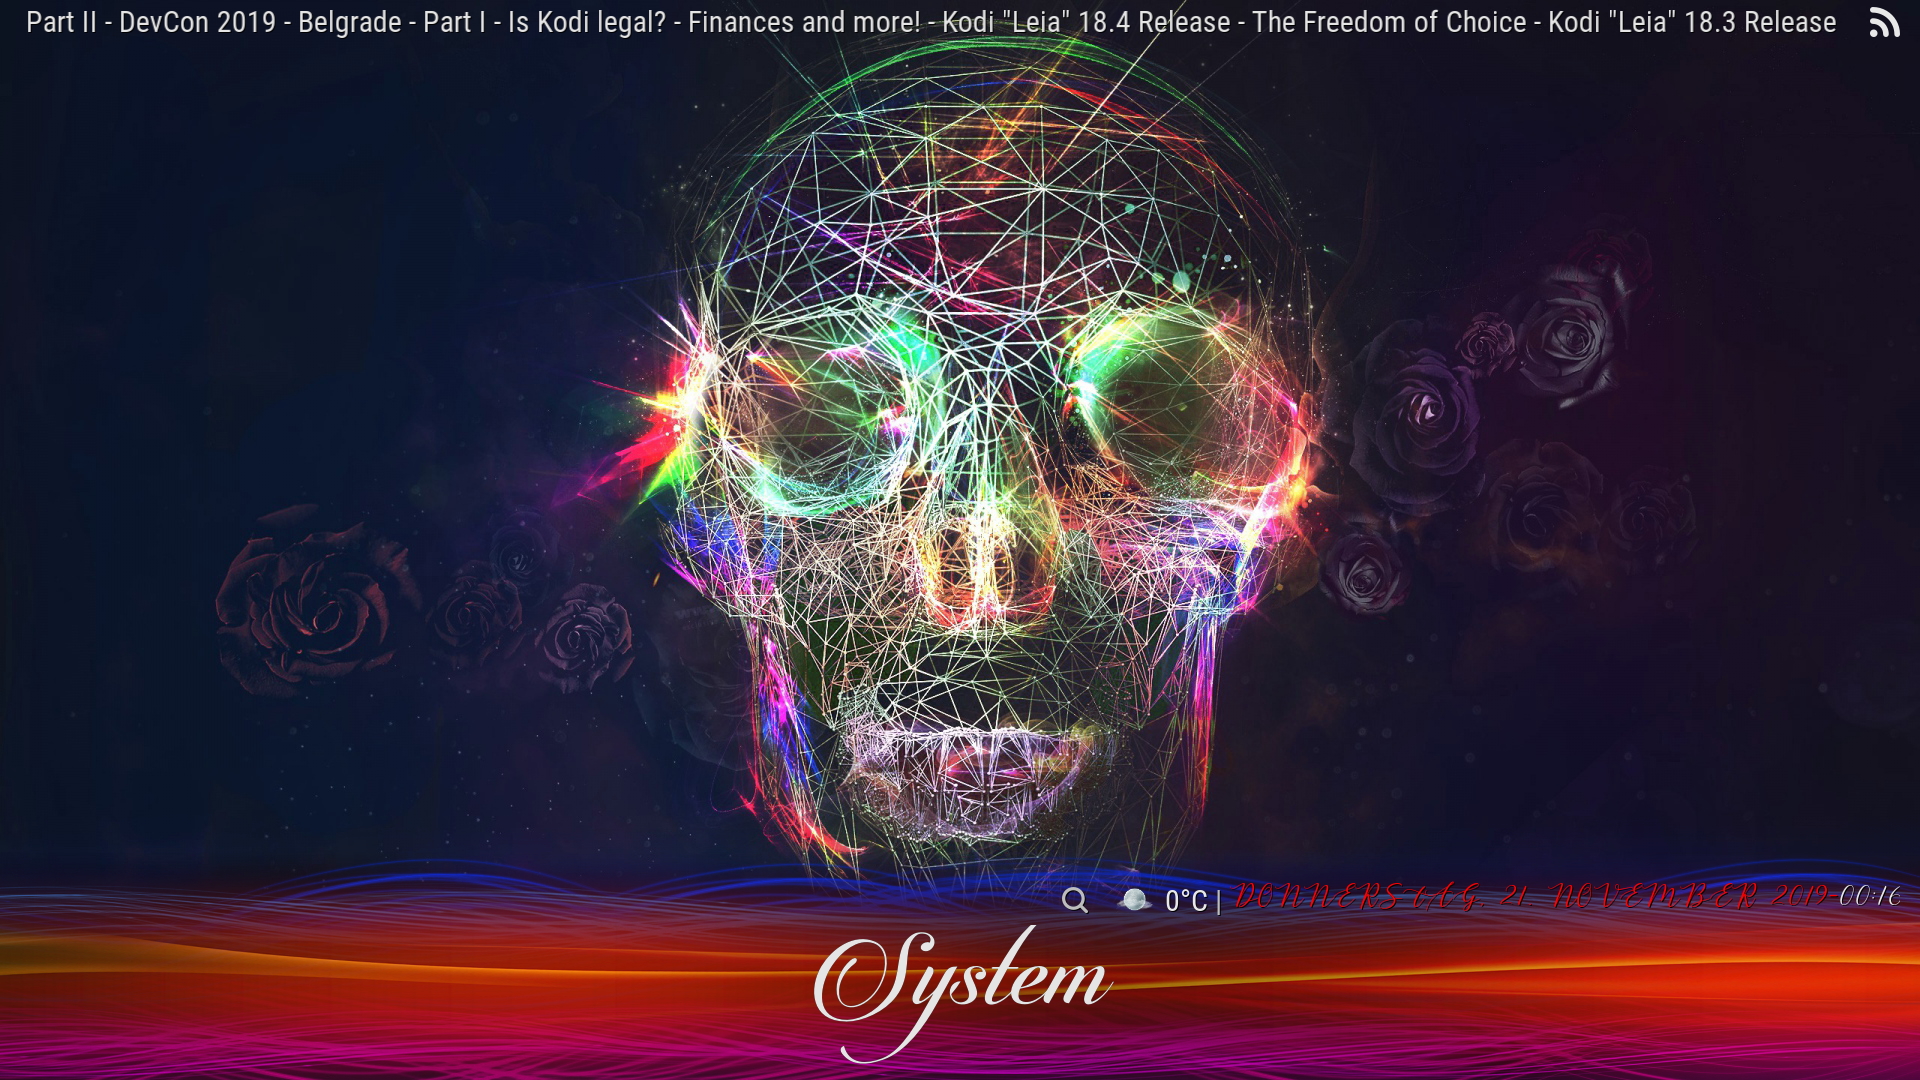 Part II - DevCon 2019 - Belgrade - Part I - Is Kodi legal? - Finances and more! - Kodi "Leia" 18.4 Release - The Freedom of Choice - Kodi "Leia" 18.3 Release
0°C | DONNERSTAG, 21. NOVEMBER 2019-00:16
System